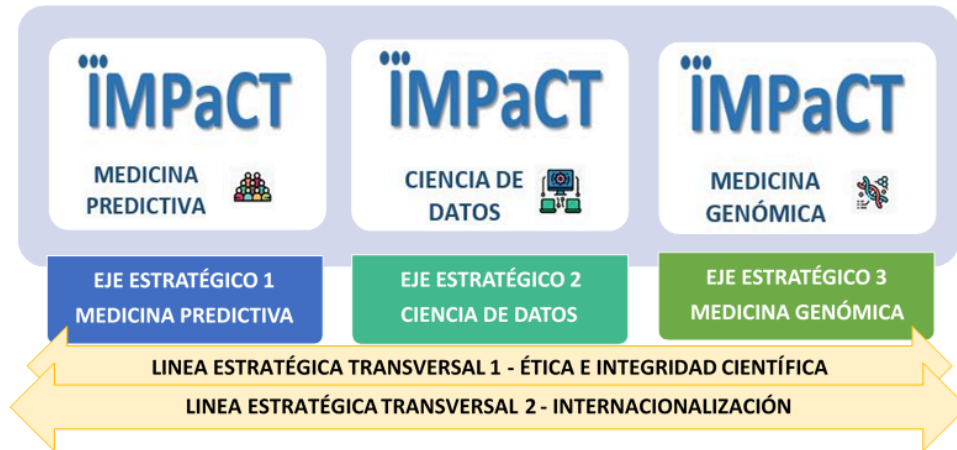 IMPaCT
MEDICINA
PREDICTIVA
IMPaCT
CIENCIA DE
DATOS
IMPaCT
MEDICINA
GENÓMICA
EJE ESTRATÉGICO 1
MEDICINA PREDICTIVA
EJE ESTRATÉGICO 2
CIENCIA DE DATOS
EJE ESTRATÉGICO 3
MEDICINA GENÓMICA
LINEA ESTRATÉGICA TRANSVERSAL 1 - ÉTICA E INTEGRIDAD CIENTÍFICA
LINEA ESTRATÉGICA TRANSVERSAL 2 - INTERNACIONALIZACIÓN